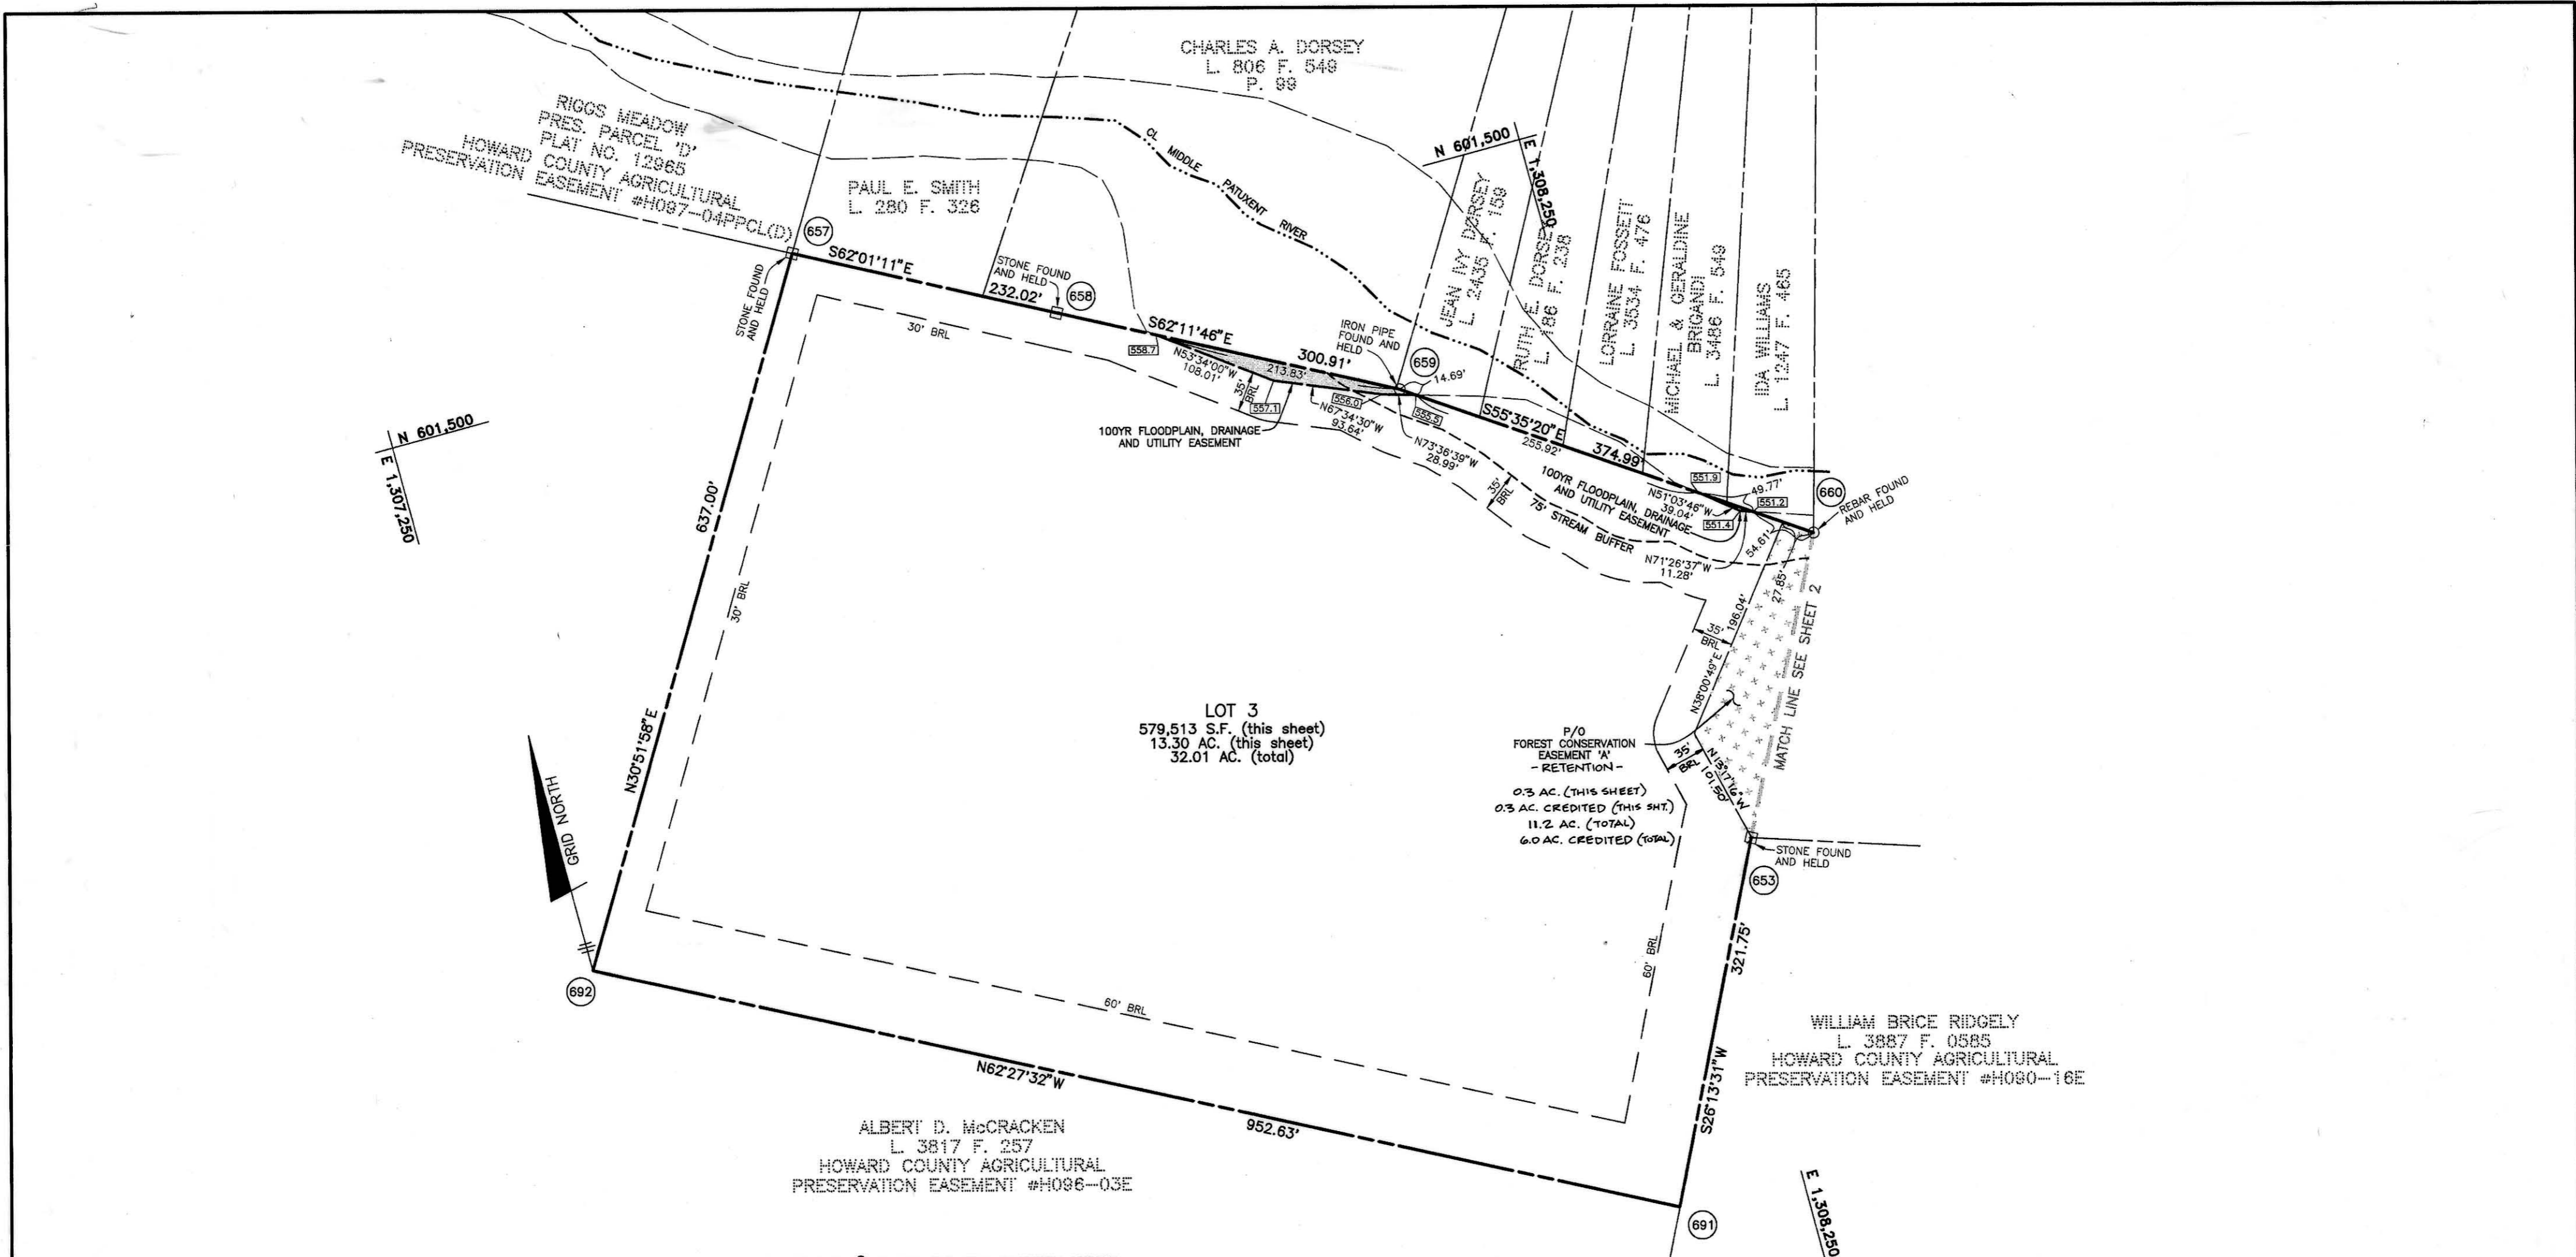 CHARLES A. DORSEY
L. 806 F. 549
P. 99
RIGGS MEADOW
PRES. PARCEL 'D'
PLAT NO. 12965
HOWARD COUNTY AGRICULTURAL
PRESERVATION EASEMENT #H097-04PPCL(D)
PAUL E. SMITH
L. 280 F. 326
CL MIDDLE PATUXENT RIVER
N 601,500
E 1,308,250
JEAN IVY DORSEY
L. 2435 F. 159
RUTH E. DORSEY
L. 186 F. 238
LORRAINE FOSSETT
L. 3534 F. 476
MICHAEL & GERALDINE
BRIGANDI
L. 3486 F. 549
IDA WILLIAMS
L. 1247 F. 465
657
STONE FOUND
AND HELD
S62°01'11"E
232.02'
STONE FOUND
AND HELD
658
30' BRL
S62°11'46"E
300.91'
558.7
N53°34'00"W
108.01'
213.83'
35'
BRL
557.1
IRON PIPE
FOUND AND
HELD
659
14.69'
556.0
555.5
N67°34'30"W
93.64'
N73°36'39"W
28.99'
100YR FLOODPLAIN, DRAINAGE
AND UTILITY EASEMENT
S55°35'20"E
255.92'
374.99'
100YR FLOODPLAIN, DRAINAGE
AND UTILITY EASEMENT
35'
BRL
75' STREAM BUFFER
551.9
49.77'
N51°03'46"W
39.04'
551.2
551.4
N71°26'37"W
11.28'
54.61'
660
REBAR FOUND
AND HELD
N 601,500
E 1,307,250
637.00'
N30°51'58"E
30' BRL
27.85'
196.04'
35'
BRL
N38°00'49"E
MATCH LINE SEE SHEET 2
LOT 3
579,513 S.F. (this sheet)
13.30 AC. (this sheet)
32.01 AC. (total)
P/O
FOREST CONSERVATION
EASEMENT 'A'
- RETENTION -
0.3 AC. (THIS SHEET)
0.3 AC. CREDITED (THIS SHT.)
11.2 AC. (TOTAL)
6.0 AC. CREDITED (TOTAL)
35'
BRL
N13°17'16"W
101.50'
STONE FOUND
AND HELD
653
GRID NORTH
692
60' BRL
60' BRL
321.75'
S26°13'31"W
N62°27'32"W
952.63'
WILLIAM BRICE RIDGELY
L. 3887 F. 0585
HOWARD COUNTY AGRICULTURAL
PRESERVATION EASEMENT #H090-16E
ALBERT D. McCRACKEN
L. 3817 F. 257
HOWARD COUNTY AGRICULTURAL
PRESERVATION EASEMENT #H096-03E
691
E 1,308,250